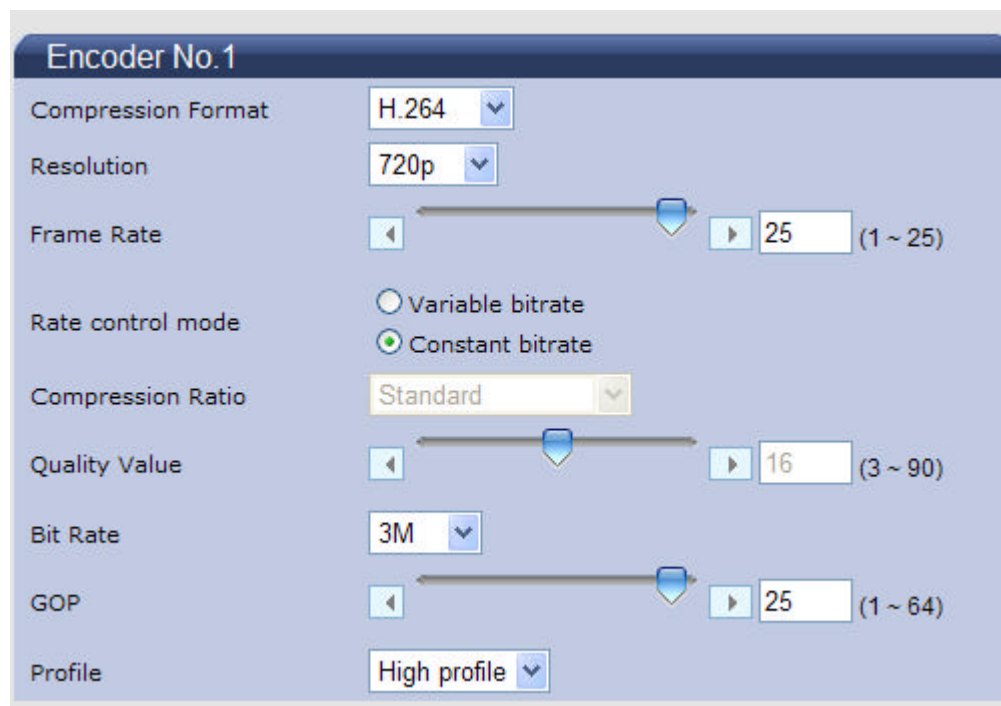 Encoder No.1
Compression Format H.264
Resolution 720p
Frame Rate 25 (1 ~ 25)
Rate control mode Variable bitrate
Constant bitrate
Compression Ratio Standard
Quality Value 16 (3 ~ 90)
Bit Rate 3M
GOP 25 (1 ~ 64)
Profile High profile